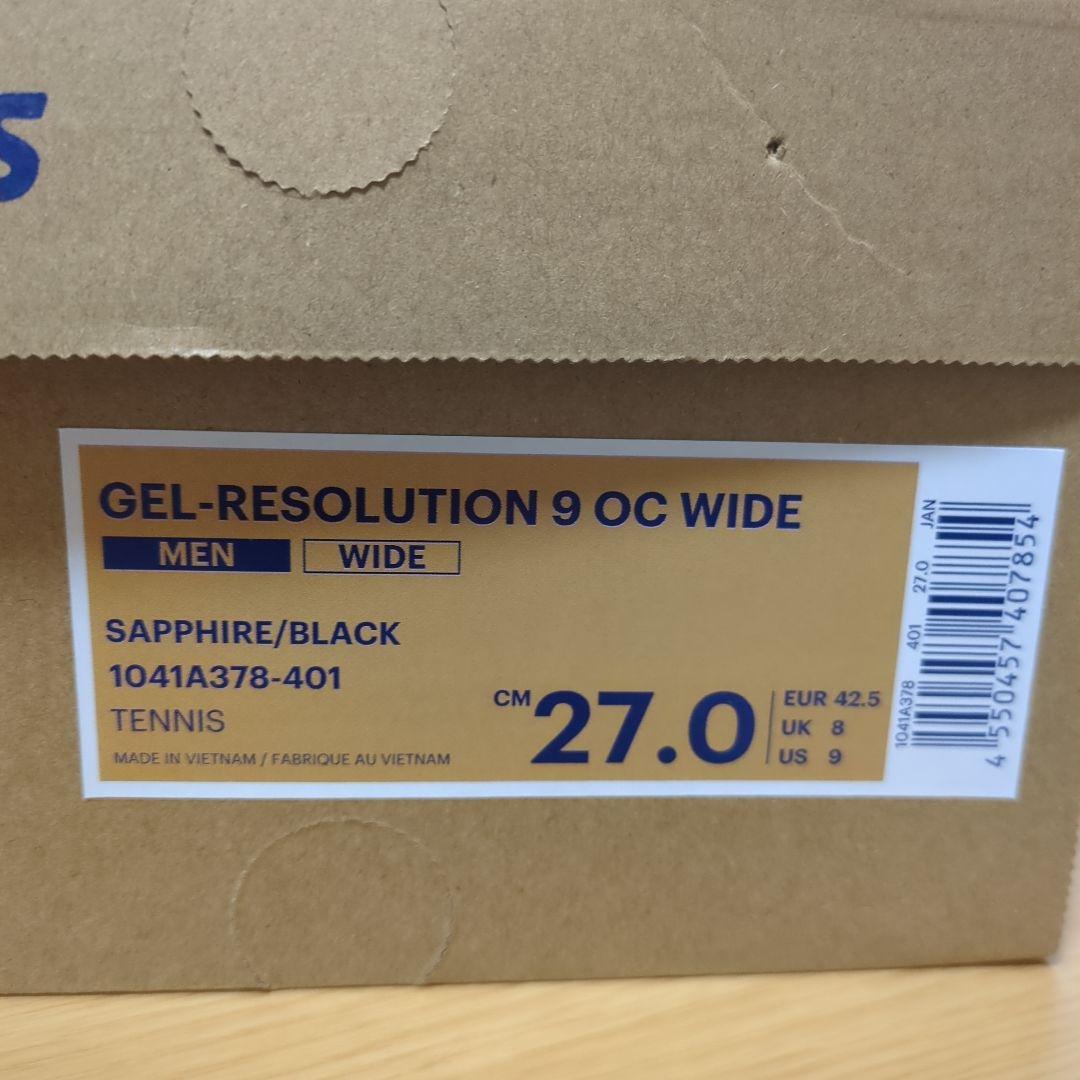 s
GEL-RESOLUTION 9 OC WIDE
MEN WIDE
SAPPHIRE/BLACK
1041A378-401
TENNIS
MADE IN VIETNAM / FABRIQUE AU VIETNAM
CM 27.0
EUR 42.5
UK 8
US 9
1041A378 401 27.0 JAN
4 550457 407854